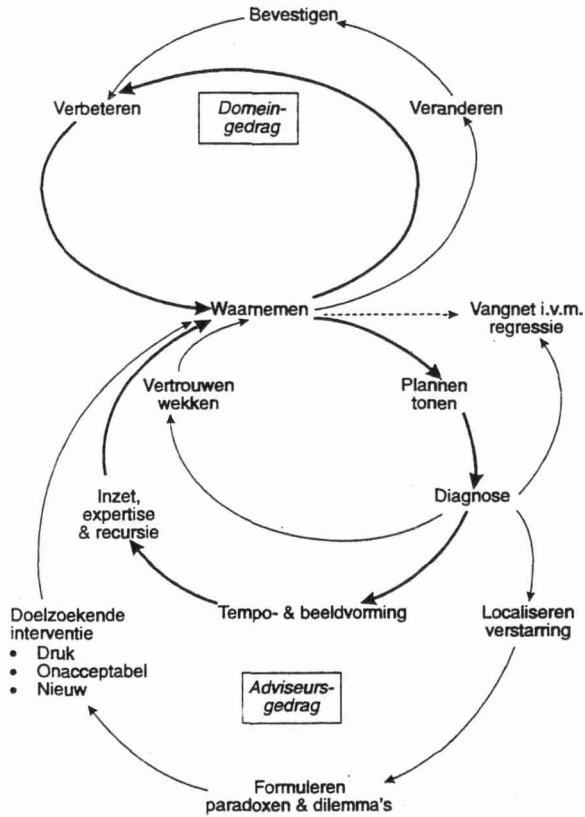 Bevestigen
Verbeteren
Domein-
gedrag
Veranderen
Waarnemen
Vangnet i.v.m.
regressie
Vertrouwen
wekken
Plannen
tonen
Inzet,
expertise
& recursie
Diagnose
Tempo- & beeldvorming
Localiseren
verstarring
Doelzoekende
interventie
• Druk
• Onacceptabel
• Nieuw
Adviseurs-
gedrag
Formuleren
paradoxen & dilemma's